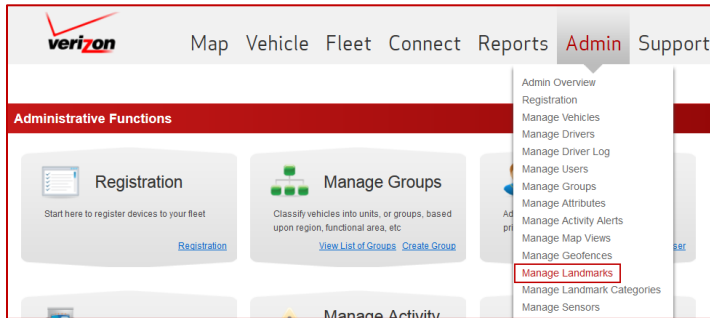 verizon
Map Vehicle Fleet Connect Reports Admin Support
Admin Overview
Registration
Manage Vehicles
Manage Drivers
Manage Driver Log
Manage Users
Manage Groups
Manage Attributes
Manage Activity Alerts
Manage Map Views
Manage Geofences
Manage Landmarks
Manage Landmark Categories
Manage Sensors
Administrative Functions
Registration
Start here to register devices to your fleet
Registration
Manage Groups
Classify vehicles into units, or groups, based
upon region, functional area, etc
View List of Groups Create Group
Manage Activity